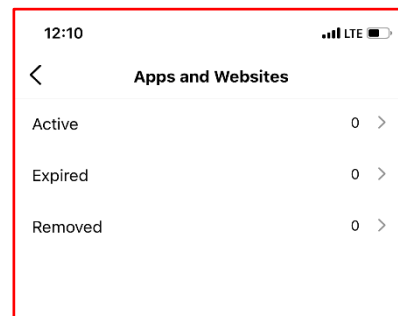 12:10 LTE
Apps and Websites
Active 0
Expired 0
Removed 0